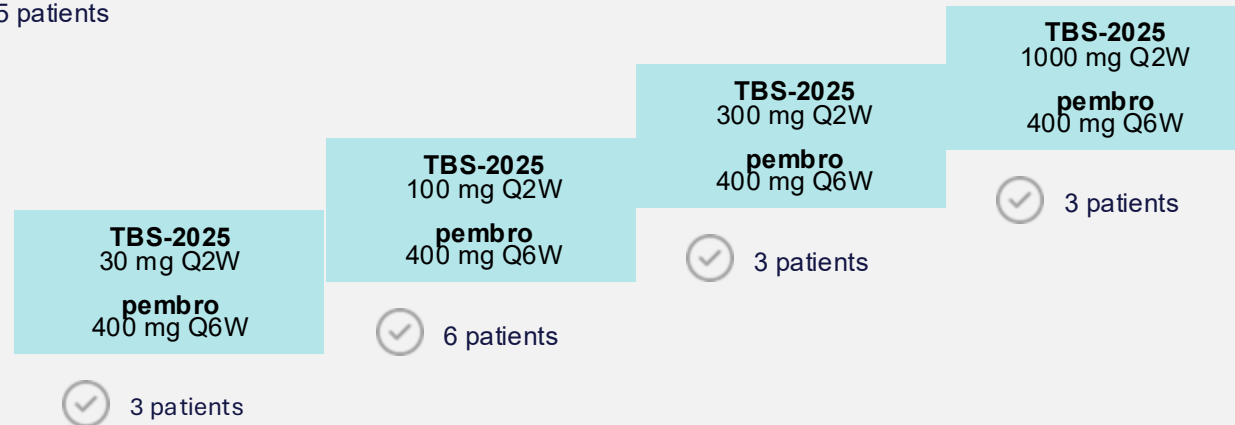 5 patients
TBS-2025
30 mg Q2W
pembro
400 mg Q6W
3 patients
TBS-2025
100 mg Q2W
pembro
400 mg Q6W
6 patients
TBS-2025
300 mg Q2W
pembro
400 mg Q6W
3 patients
TBS-2025
1000 mg Q2W
pembro
400 mg Q6W
3 patients